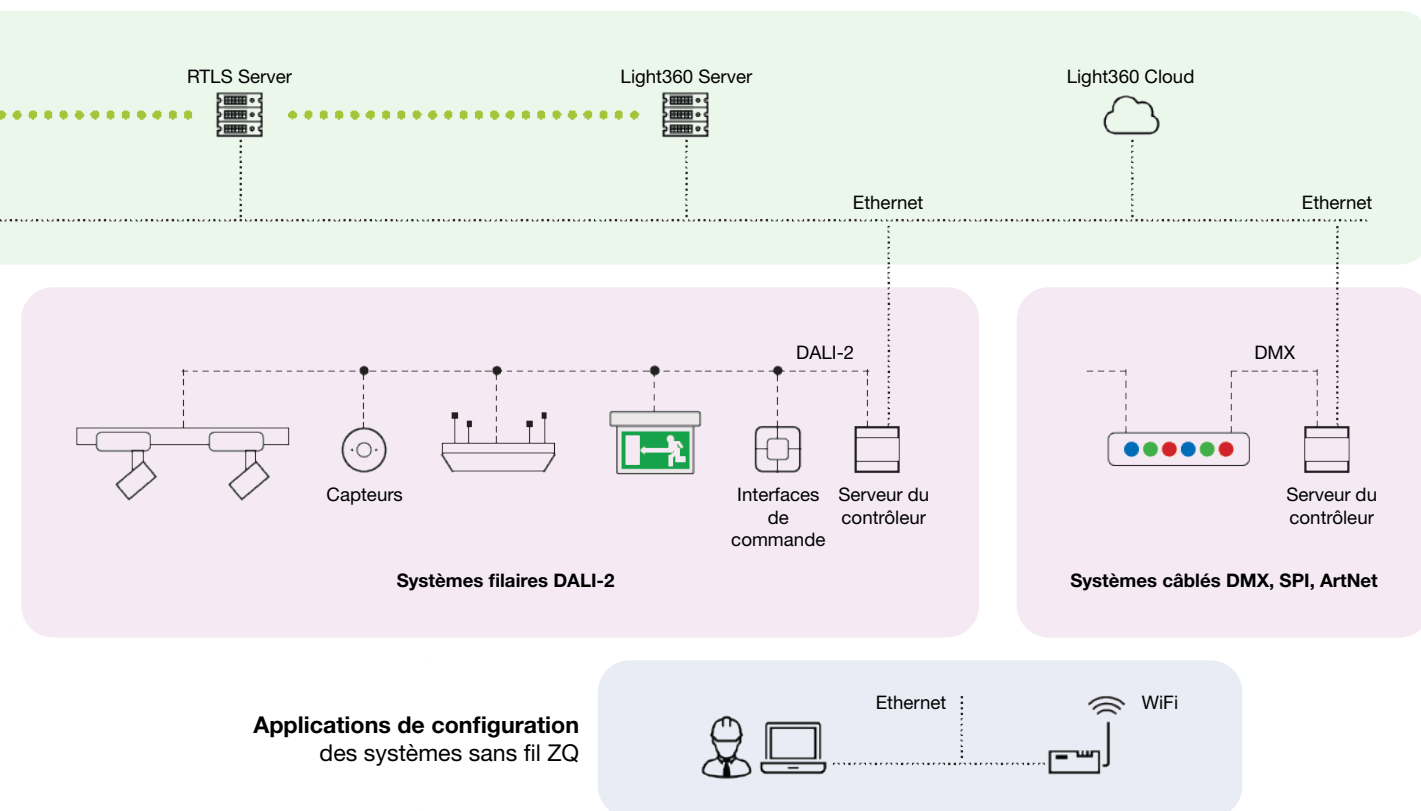 RTLS Server
Light360 Server
Light360 Cloud
Ethernet
Ethernet
DALI-2
DMX
Capteurs
Interfaces
de
commande
Serveur du
contrôleur
Serveur du
contrôleur
Systèmes filaires DALI-2
Systèmes câblés DMX, SPI, ArtNet
Applications de configuration
des systèmes sans fil ZQ
Ethernet
WiFi